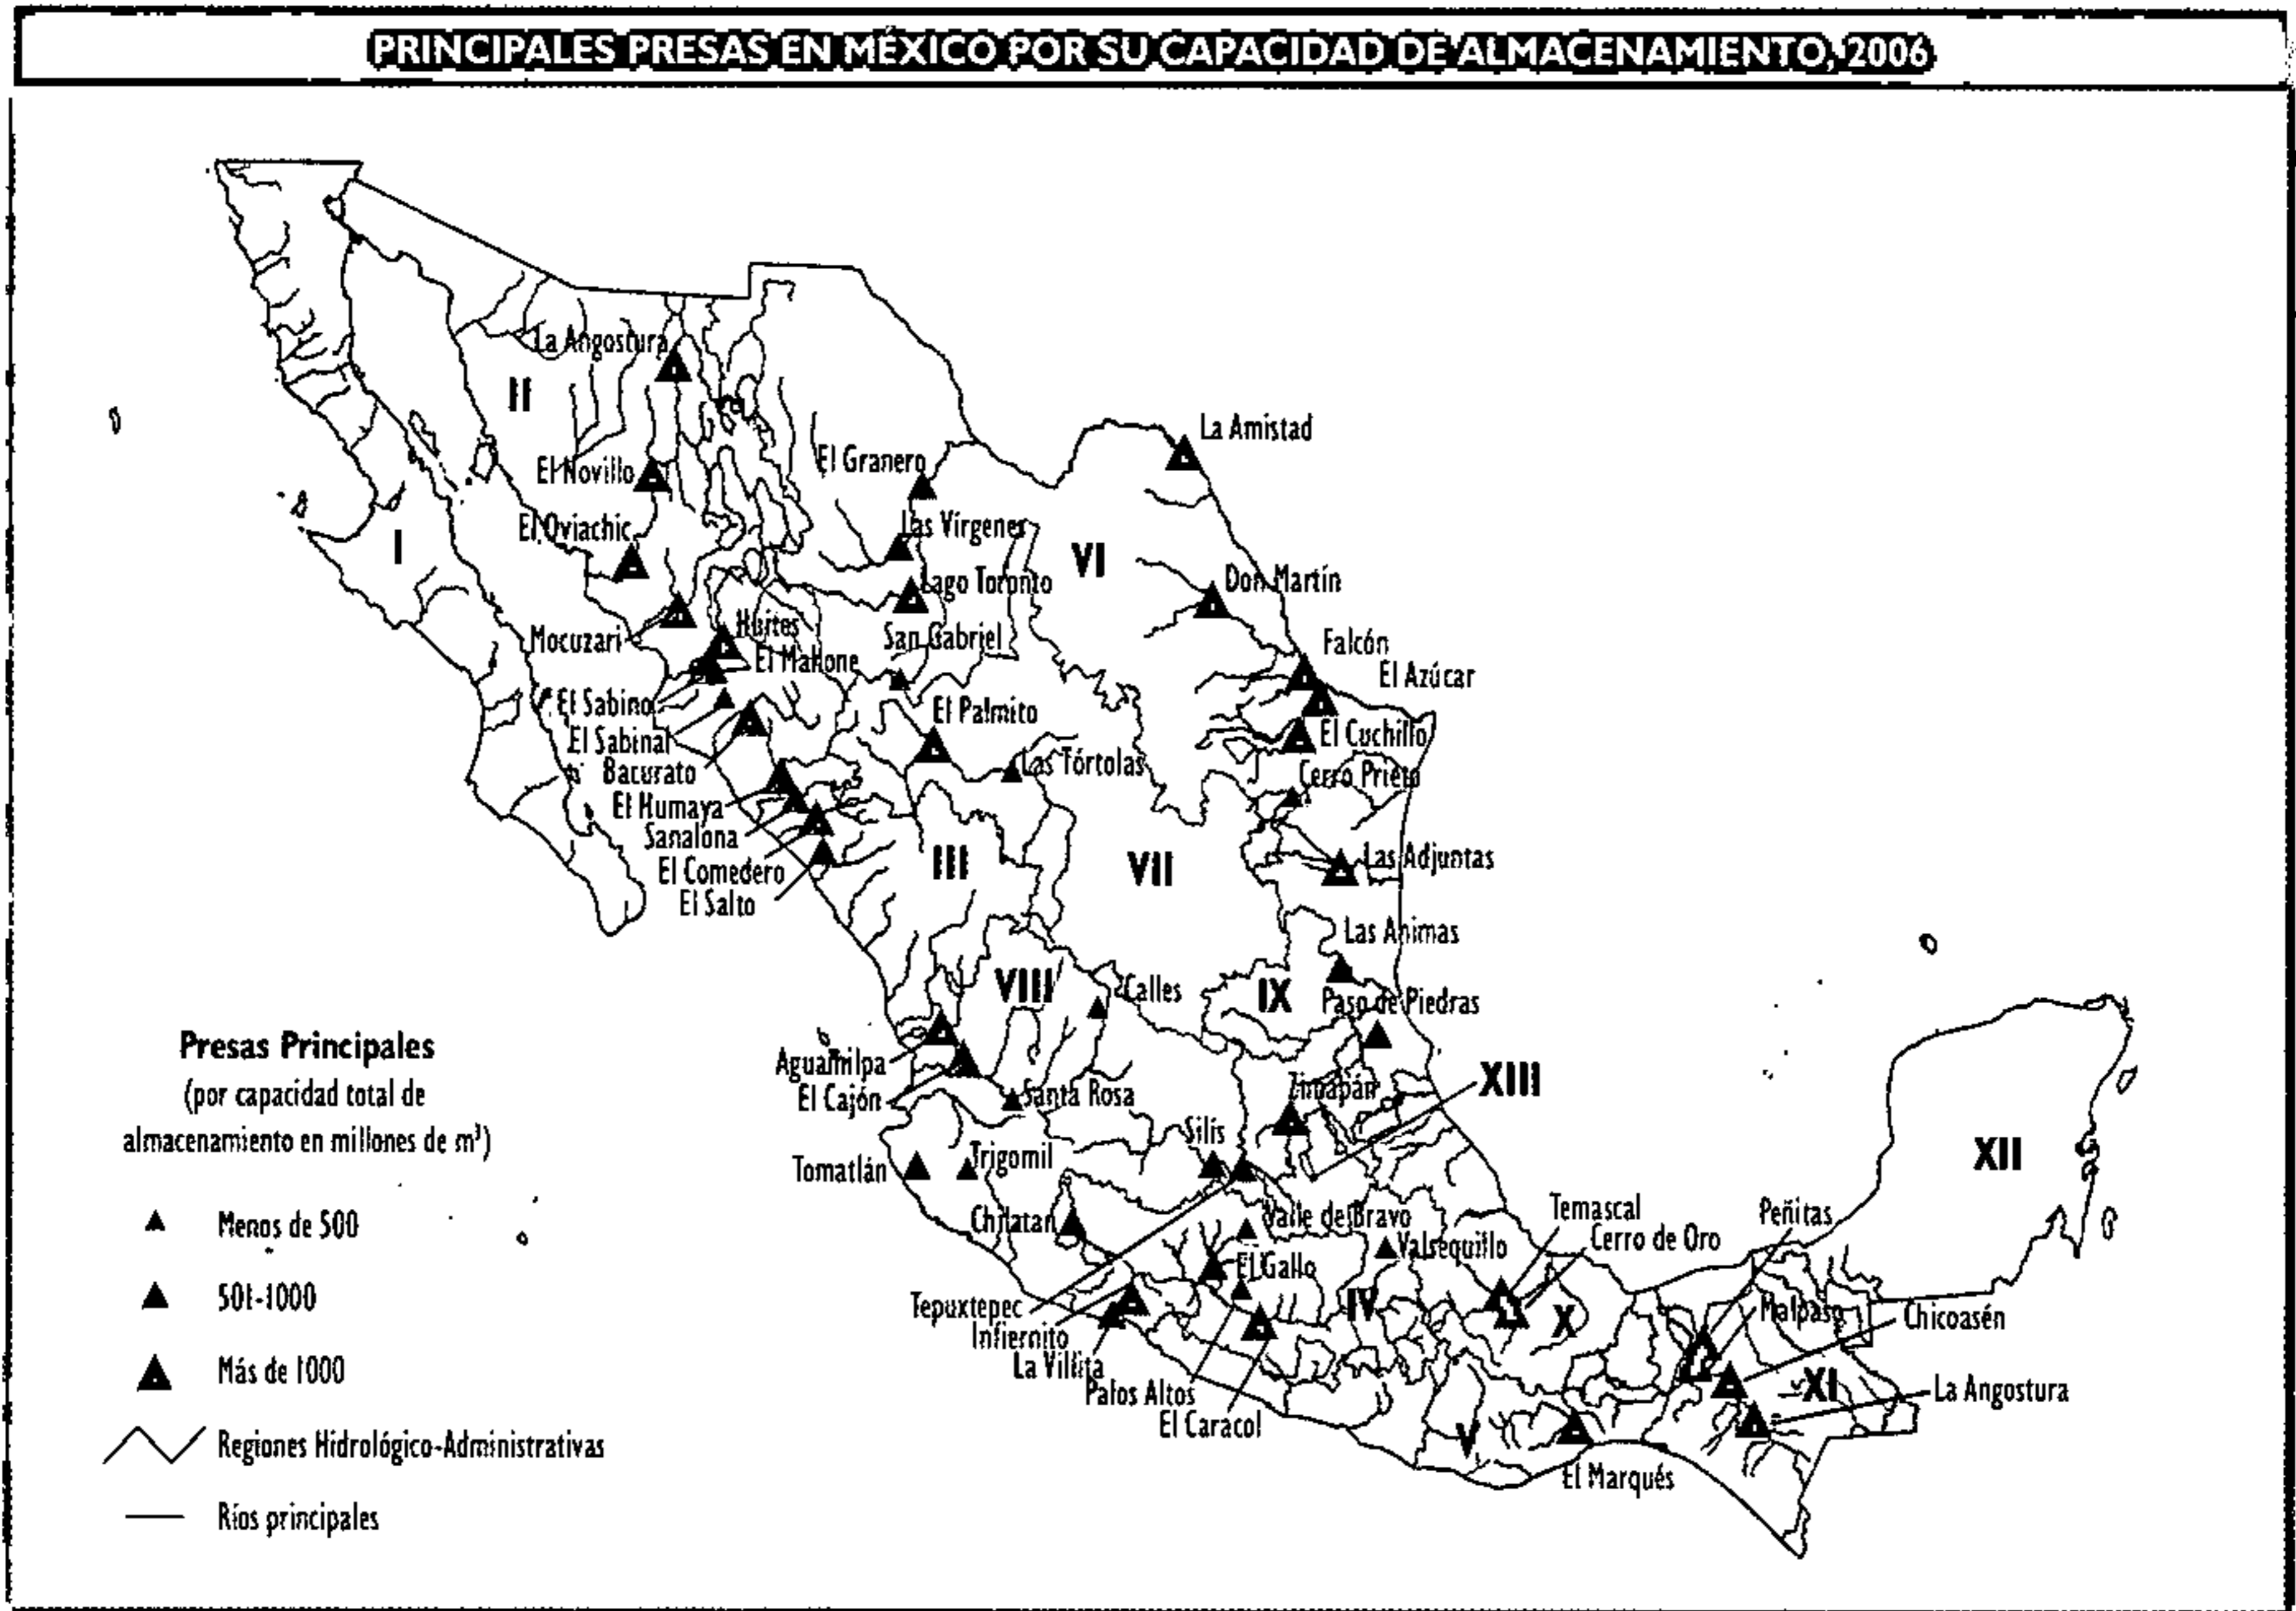 PRINCIPALES PRESAS EN MÉXICO POR SU CAPACIDAD DE ALMACENAMIENTO, 2006
La Angostura
II
La Amistad
El Novillo
El Granero
El Oviachic
Las Vírgenes
I
VI
Lago Toronto
Don Martín
Mocuzari
Huites
San Gabriel
Falcón
El Mahone
El Azúcar
El Sabino
El Palmito
El Cuchillo
El Sabinal
Bacurato
Las Tórtolas
Cerro Prieto
El Humaya
Sanalona
El Comedero
III
VII
Las Adjuntas
El Salto
Las Animas
VIII
Calles
IX
Paso de Piedras
Aguamilpa
El Cajón
Santa Rosa
Zimapán
XIII
Silis
Tomatlán
Trigomil
XII
Chilatan
Valle de Bravo
Valsequillo
Temascal
Cerro de Oro
Peñitas
El Gallo
Tepuxtepec
Infiernito
La Villita
IV
X
Malpaso
Chicoasén
Palos Altos
El Caracol
XI
La Angostura
V
El Marqués
Presas Principales
(por capacidad total de
almacenamiento en millones de m³)
Menos de 500
501-1000
Más de 1000
Regiones Hidrológico-Administrativas
Ríos principales